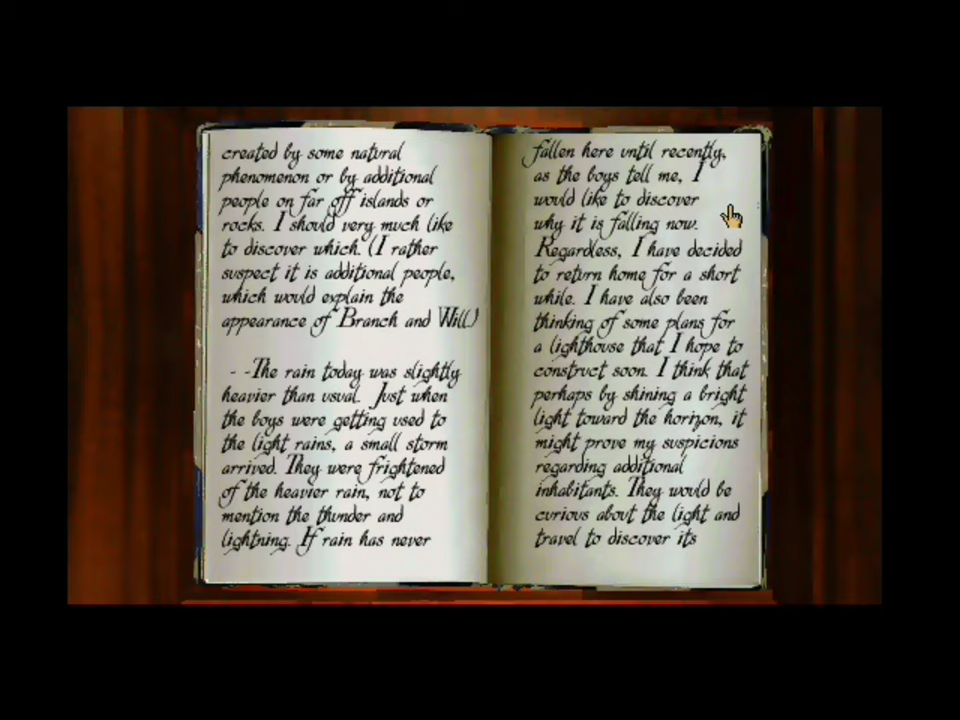 created by some natural
phenomenon or by additional
people on far off islands or
rocks. I should very much like
to discover which. (I rather
suspect it is additional people,
which would explain the
appearance of Branch and Will.)
- -The rain today was slightly
heavier than usual. Just when
the boys were getting used to
the light rains, a small storm
arrived. They were frightened
of the heavier rain, not to
mention the thunder and
lightning. If rain has never
fallen here until recently,
as the boys tell me, I
would like to discover
why it is falling now.
Regardless, I have decided
to return home for a short
while. I have also been
thinking of some plans for
a lighthouse that I hope to
construct soon. I think that
perhaps by shining a bright
light toward the horizon, it
might prove my suspicions
regarding additional
inhabitants. They would be
curious about the light and
travel to discover its